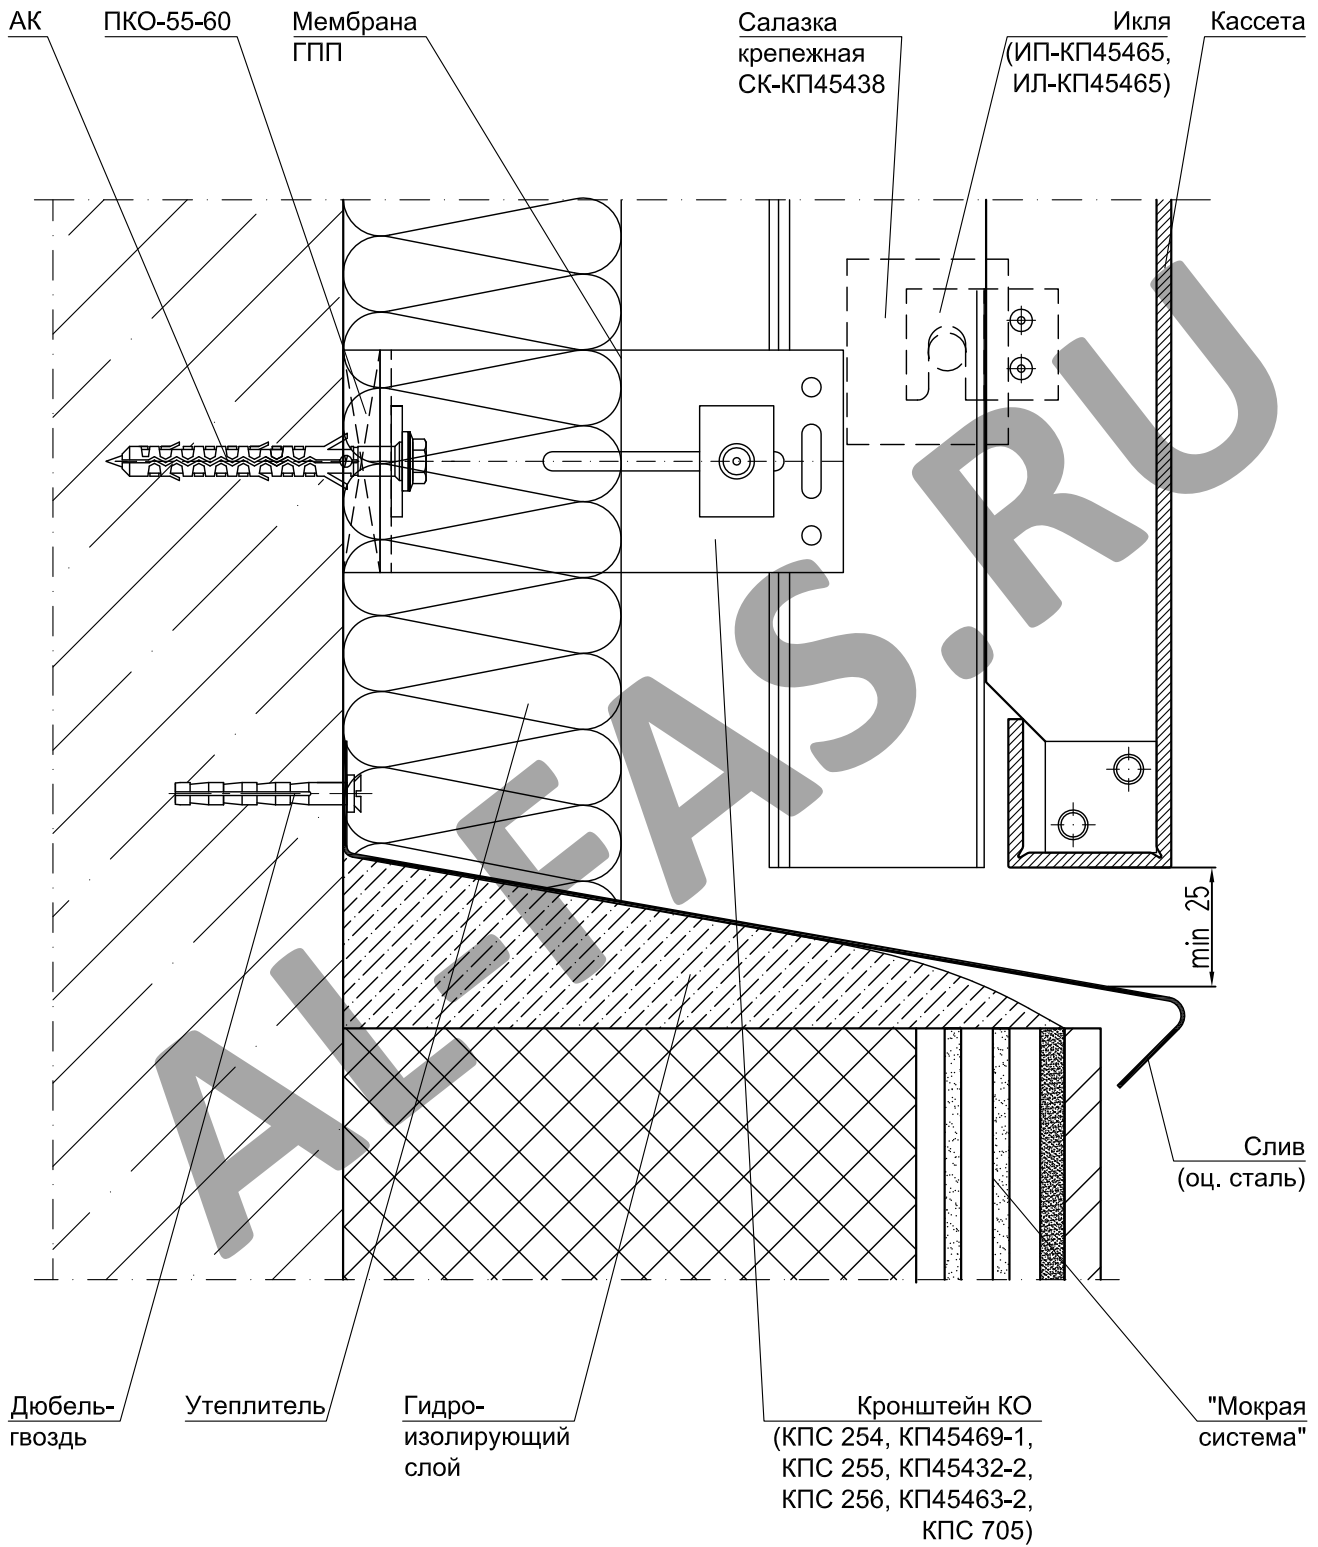 АК
ПКО-55-60
Мембрана
ГПП
Салазка
крепежная
СК-КП45438
Икля
(ИП-КП45465,
ИЛ-КП45465)
Кассета
min 25
AL-FAS.RU
Слив
(оц. сталь)
Дюбель-
гвоздь
Утеплитель
Гидро-
изолирующий
слой
Кронштейн КО
(КПС 254, КП45469-1,
КПС 255, КП45432-2,
КПС 256, КП45463-2,
КПС 705)
"Мокрая
система"